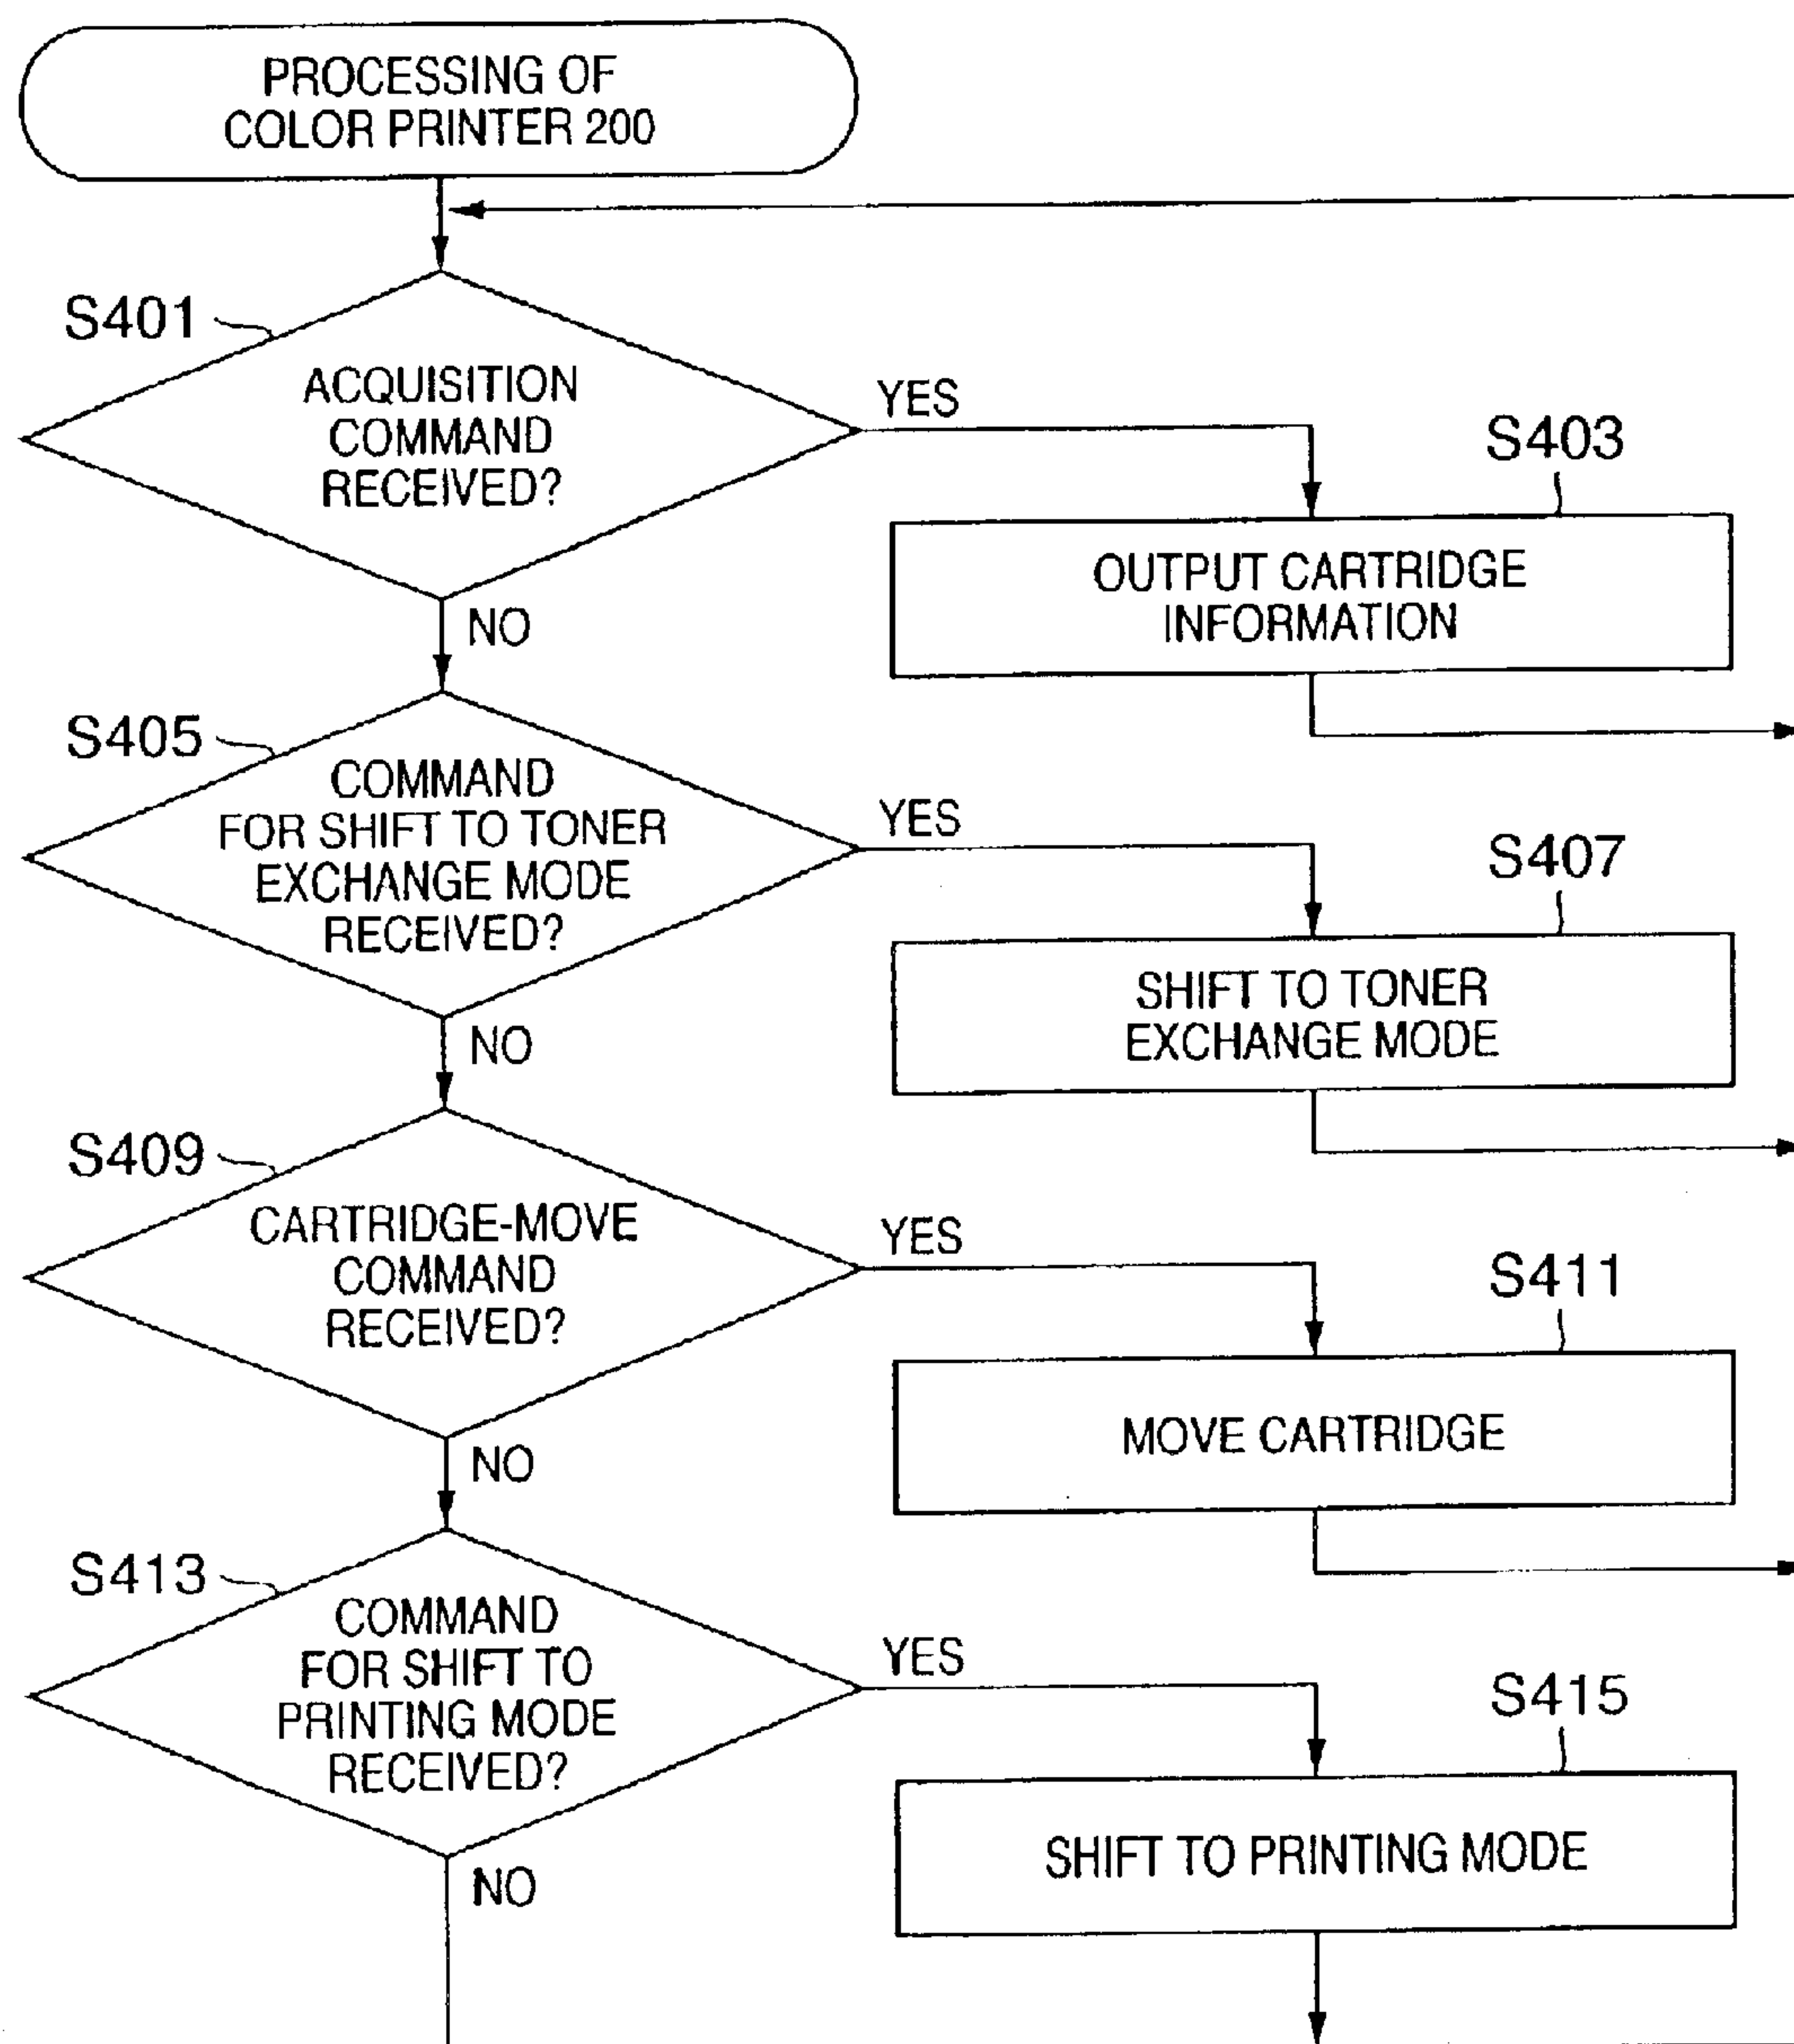 PROCESSING OF
COLOR PRINTER 200
S401
ACQUISITION
COMMAND
RECEIVED?
YES
S403
OUTPUT CARTRIDGE
INFORMATION
NO
S405
COMMAND
FOR SHIFT TO TONER
EXCHANGE MODE
RECEIVED?
YES
S407
SHIFT TO TONER
EXCHANGE MODE
NO
S409
CARTRIDGE-MOVE
COMMAND
RECEIVED?
YES
S411
MOVE CARTRIDGE
NO
S413
COMMAND
FOR SHIFT TO
PRINTING MODE
RECEIVED?
YES
S415
SHIFT TO PRINTING MODE
NO